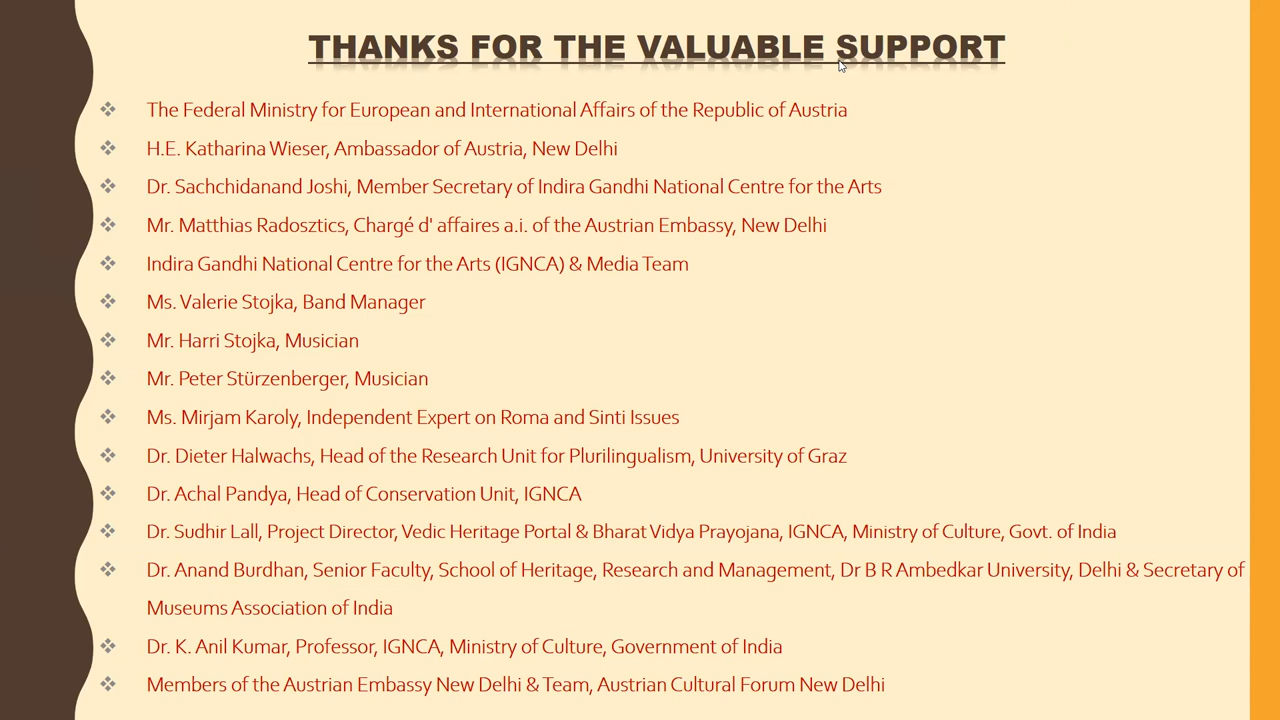 THANKS FOR THE VALUABLE SUPPORT
The Federal Ministry for European and International Affairs of the Republic of Austria
H.E. Katharina Wieser, Ambassador of Austria, New Delhi
Dr. Sachchidanand Joshi, Member Secretary of Indira Gandhi National Centre for the Arts
Mr. Matthias Radosztics, Chargé d' affaires a.i. of the Austrian Embassy, New Delhi
Indira Gandhi National Centre for the Arts (IGNCA) & Media Team
Ms. Valerie Stojka, Band Manager
Mr. Harri Stojka, Musician
Mr. Peter Stürzenberger, Musician
Ms. Mirjam Karoly, Independent Expert on Roma and Sinti Issues
Dr. Dieter Halwachs, Head of the Research Unit for Plurilingualism, University of Graz
Dr. Achal Pandya, Head of Conservation Unit, IGNCA
Dr. Sudhir Lall, Project Director, Vedic Heritage Portal & Bharat Vidya Prayojana, IGNCA, Ministry of Culture, Govt. of India
Dr. Anand Burdhan, Senior Faculty, School of Heritage, Research and Management, Dr B R Ambedkar University, Delhi & Secretary of
Museums Association of India
Dr. K. Anil Kumar, Professor, IGNCA, Ministry of Culture, Government of India
Members of the Austrian Embassy New Delhi & Team, Austrian Cultural Forum New Delhi